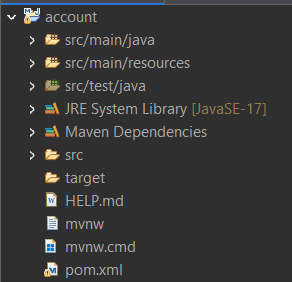 account
src/main/java
src/main/resources
src/test/java
JRE System Library [JavaSE-17]
Maven Dependencies
src
target
HELP.md
mvnw
mvnw.cmd
pom.xml